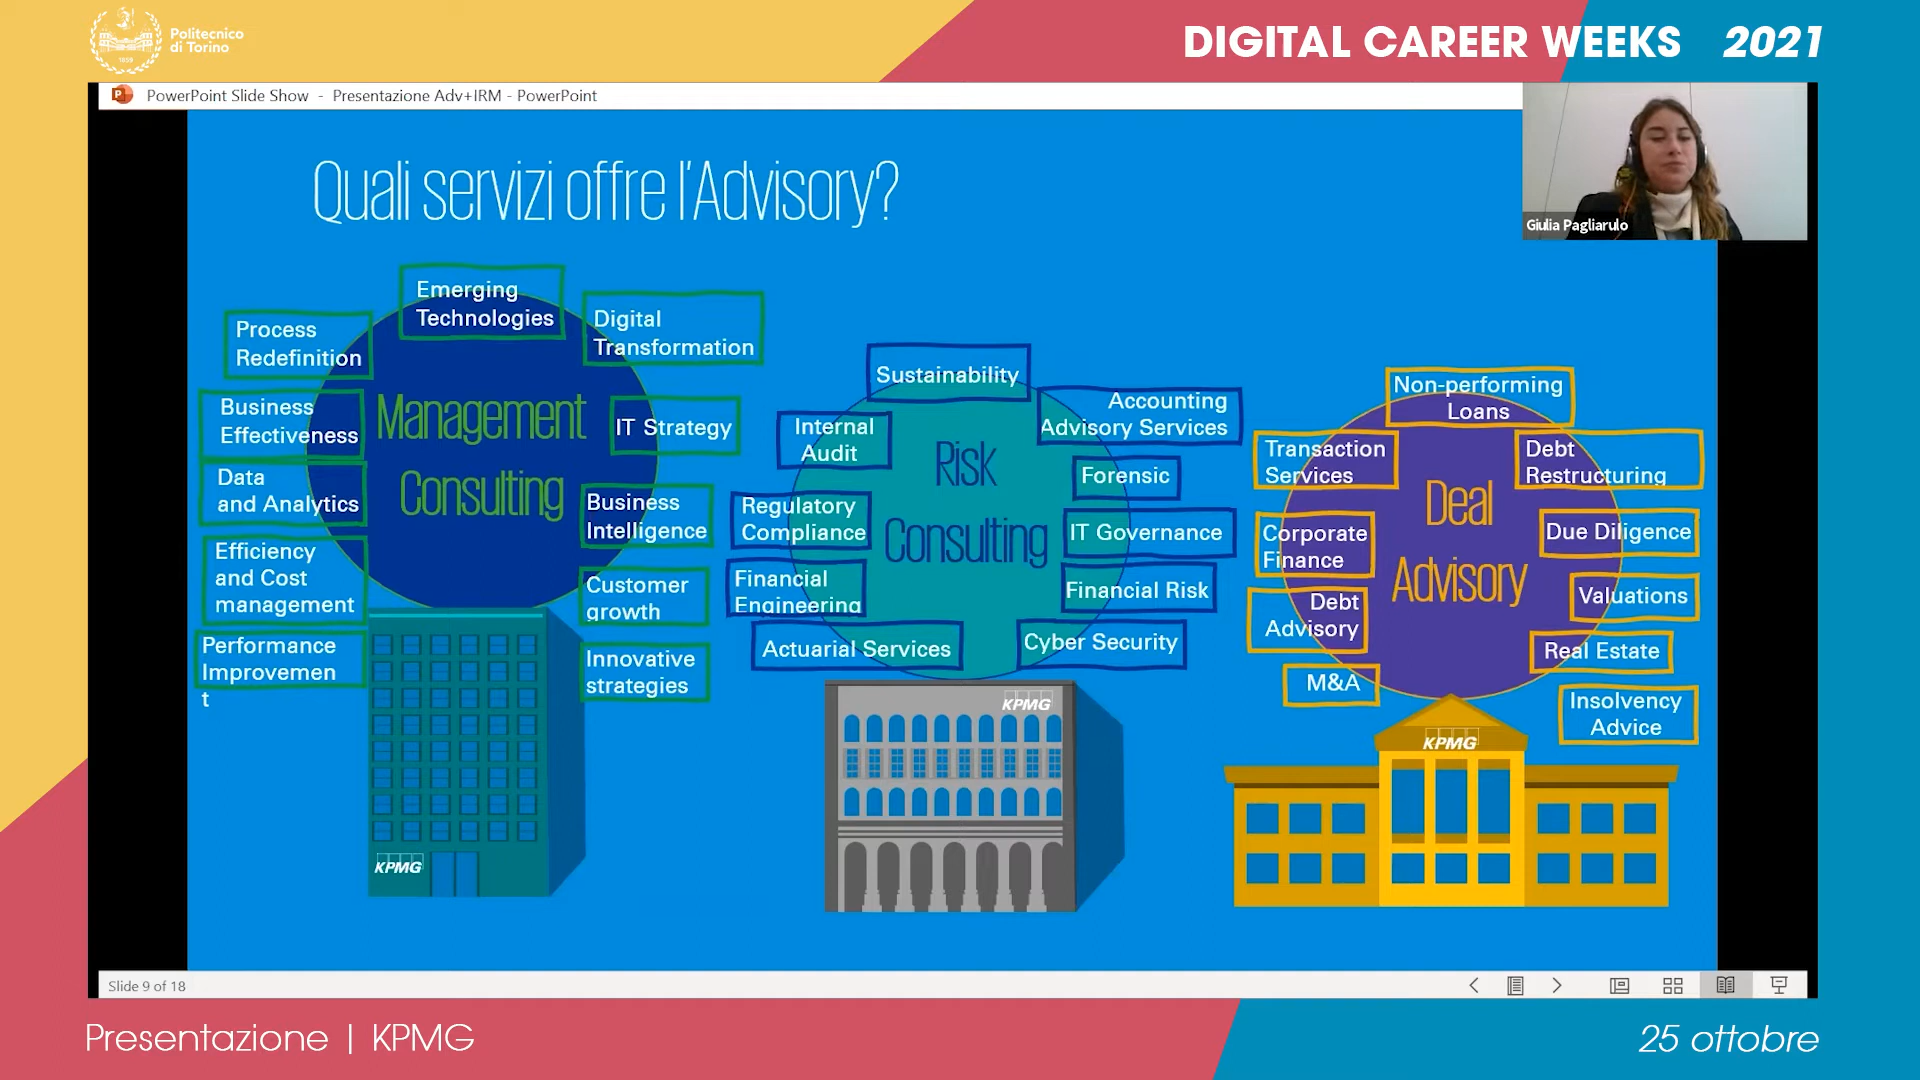 Politecnico
di Torino
1859
DIGITAL CAREER WEEKS 2021
PowerPoint Slide Show - Presentazione Adv+IRM - PowerPoint
Giulia Pagliarulo
Quali servizi offre l'Advisory?
Emerging
Technologies
Process
Redefinition
Digital
Transformation
Business
Effectiveness
Management
Consulting
IT Strategy
Data
and Analytics
Business
Intelligence
Efficiency
and Cost
management
Customer
growth
Performance
Improvemen
t
Innovative
strategies
KPMG
Sustainability
Internal
Audit
Accounting
Advisory Services
Risk
Consulting
Forensic
Regulatory
Compliance
IT Governance
Financial
Engineering
Financial Risk
Actuarial Services
Cyber Security
KPMG
Non-performing
Loans
Transaction
Services
Debt
Restructuring
Deal
Advisory
Corporate
Finance
Due Diligence
Debt
Advisory
Valuations
M&A
Real Estate
Insolvency
Advice
KPMG
Slide 9 of 18
Presentazione | KPMG
25 ottobre